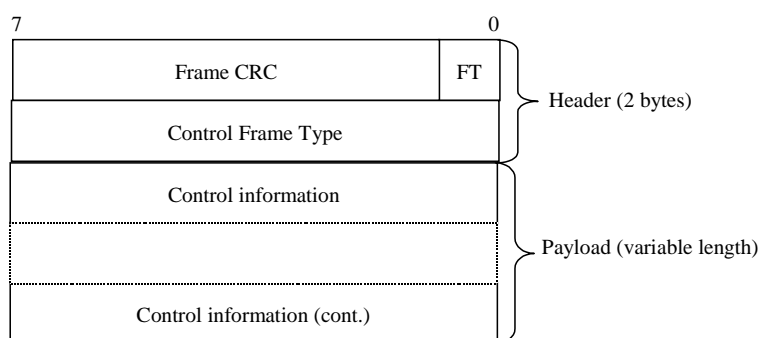 7 0
Frame CRC FT
Header (2 bytes)
Control Frame Type
Control information
Payload (variable length)
Control information (cont.)